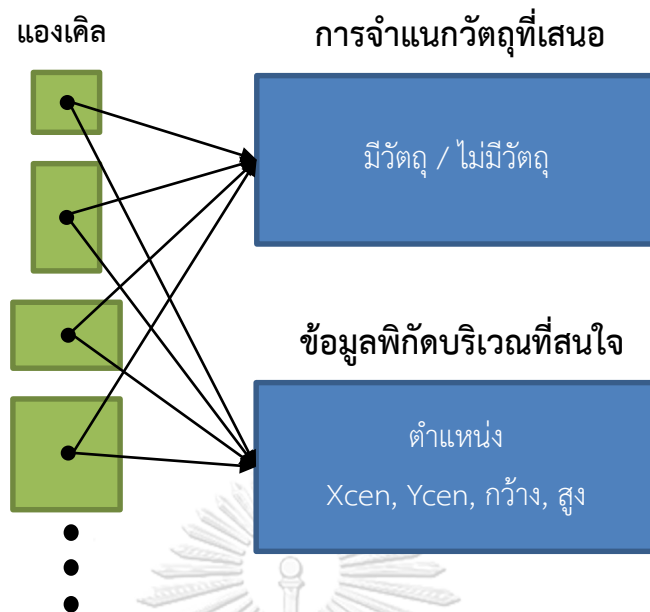 แองเคิล
การจำแนกวัตถุที่เสนอ
มีวัตถุ / ไม่มีวัตถุ
ข้อมูลพิกัดบริเวณที่สนใจ
ตำแหน่ง
Xcen, Ycen, กว้าง, สูง